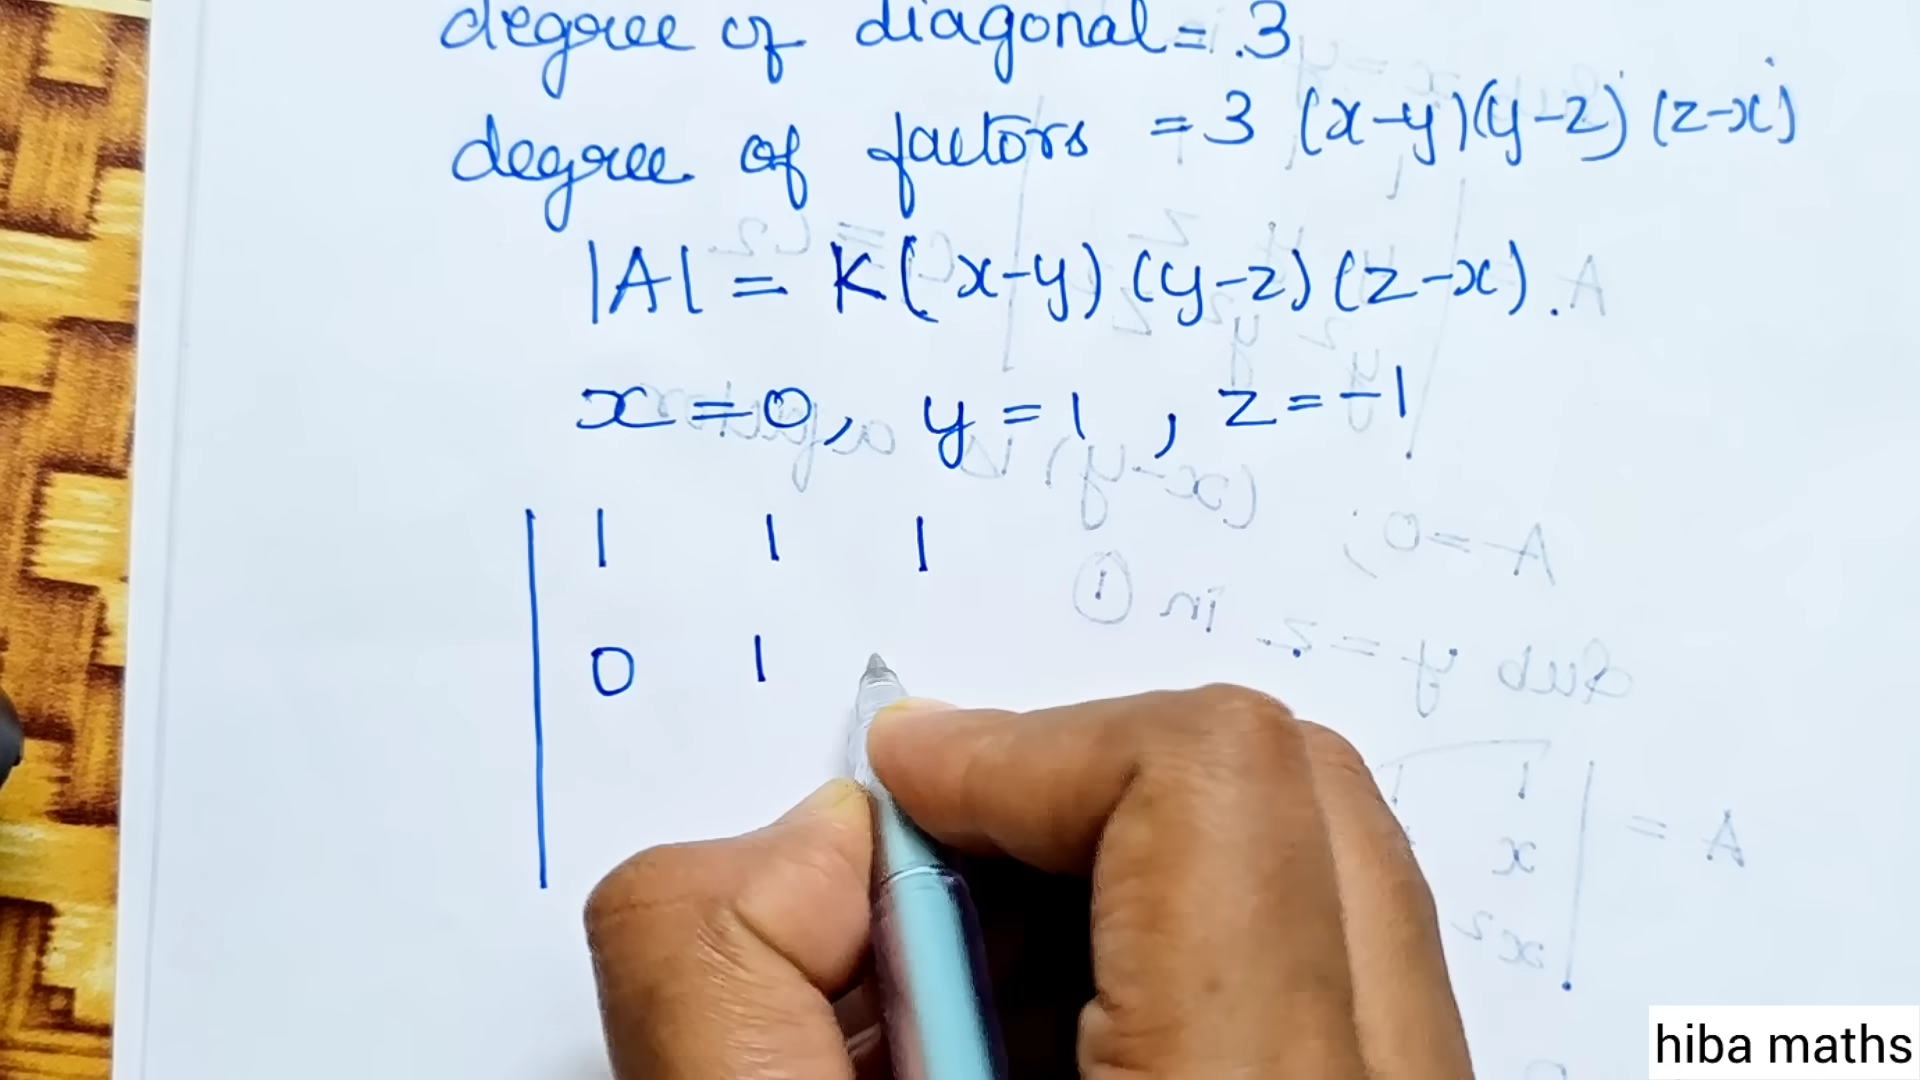 degree of diagonal = 3
degree of factors = 3 (x-y)(y-z)(z-x)
|A| = K(x-y)(y-z)(z-x).
x=0, y=1, z=-1
1 1 1
0 1
hiba maths